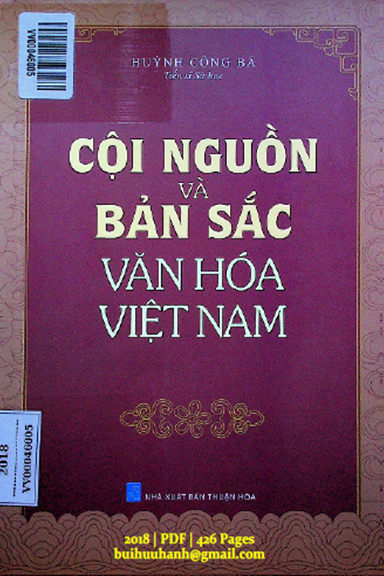 VV00046005
HUỲNH CÔNG BÁ
Tiến sĩ Sử học
CỘI NGUỒN
VÀ
BẢN SẮC
VĂN HÓA
VIỆT NAM
2018
VV00046005
NHÀ XUẤT BẢN THUẬN HÓA
2018 | PDF | 426 Pages
buihuuhanh@gmail.com